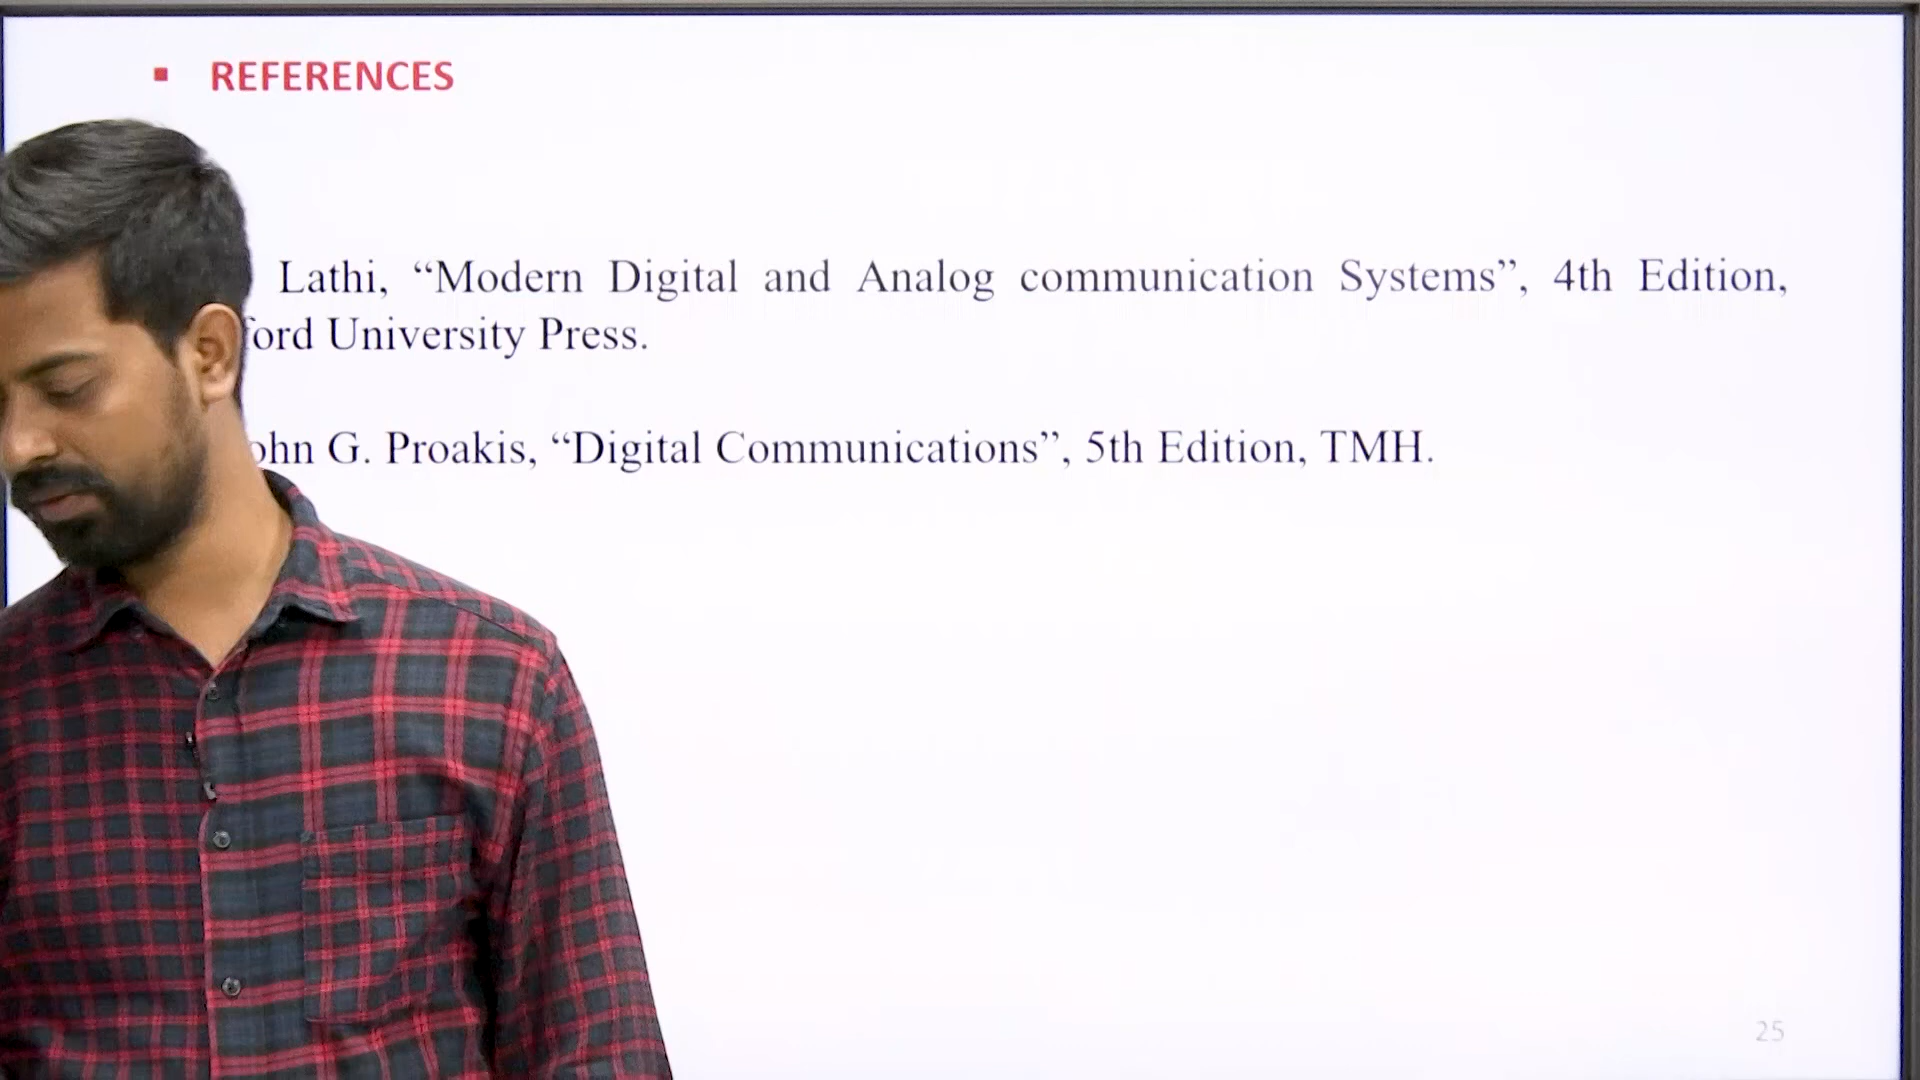 REFERENCES
Lathi, “Modern Digital and Analog communication Systems”, 4th Edition,
ford University Press.
ohn G. Proakis, “Digital Communications”, 5th Edition, TMH.
25